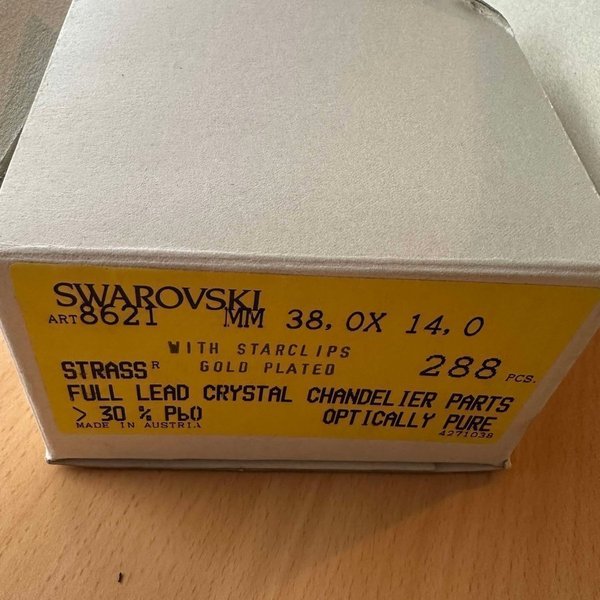 SWAROVSKI
ART 8621 MM 38,0X 14,0
WITH STARCLIPS
STRASS R GOLD PLATED 288 PCS.
FULL LEAD CRYSTAL CHANDELIER PARTS
> 30 % PbO OPTICALLY PURE
MADE IN AUSTRIA 4271038